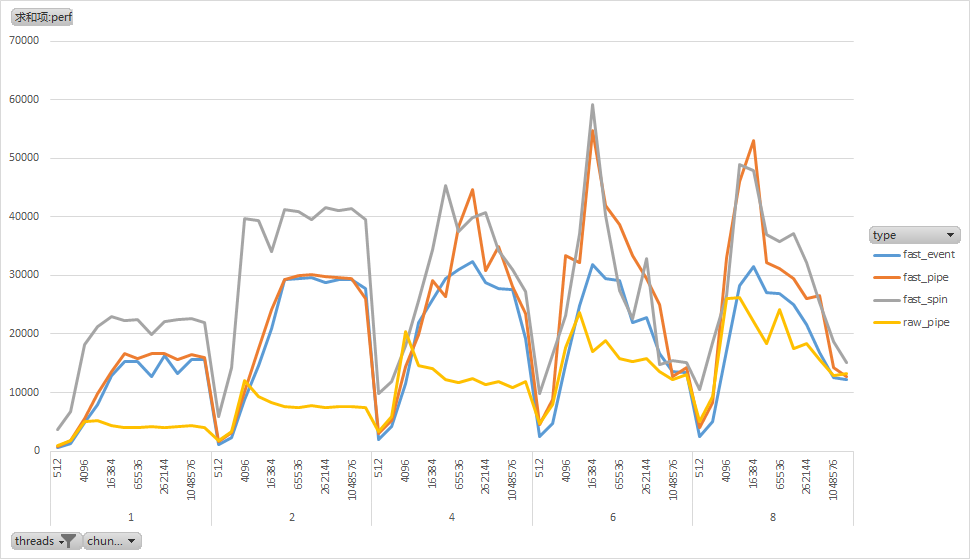 求和项:perf
70000
60000
50000
40000
30000
20000
10000
0
512 4096 16384 65536 262144 1048576 512 4096 16384 65536 262144 1048576 512 4096 16384 65536 262144 1048576 512 4096 16384 65536 262144 1048576 512 4096 16384 65536 262144 1048576
1 2 4 6 8
type
fast_event
fast_pipe
fast_spin
raw_pipe
threads chun...